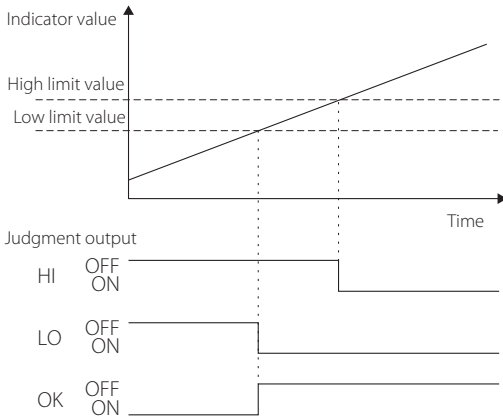 Indicator value
High limit value
Low limit value
Time
Judgment output
HI OFF
ON
LO OFF
ON
OK OFF
ON